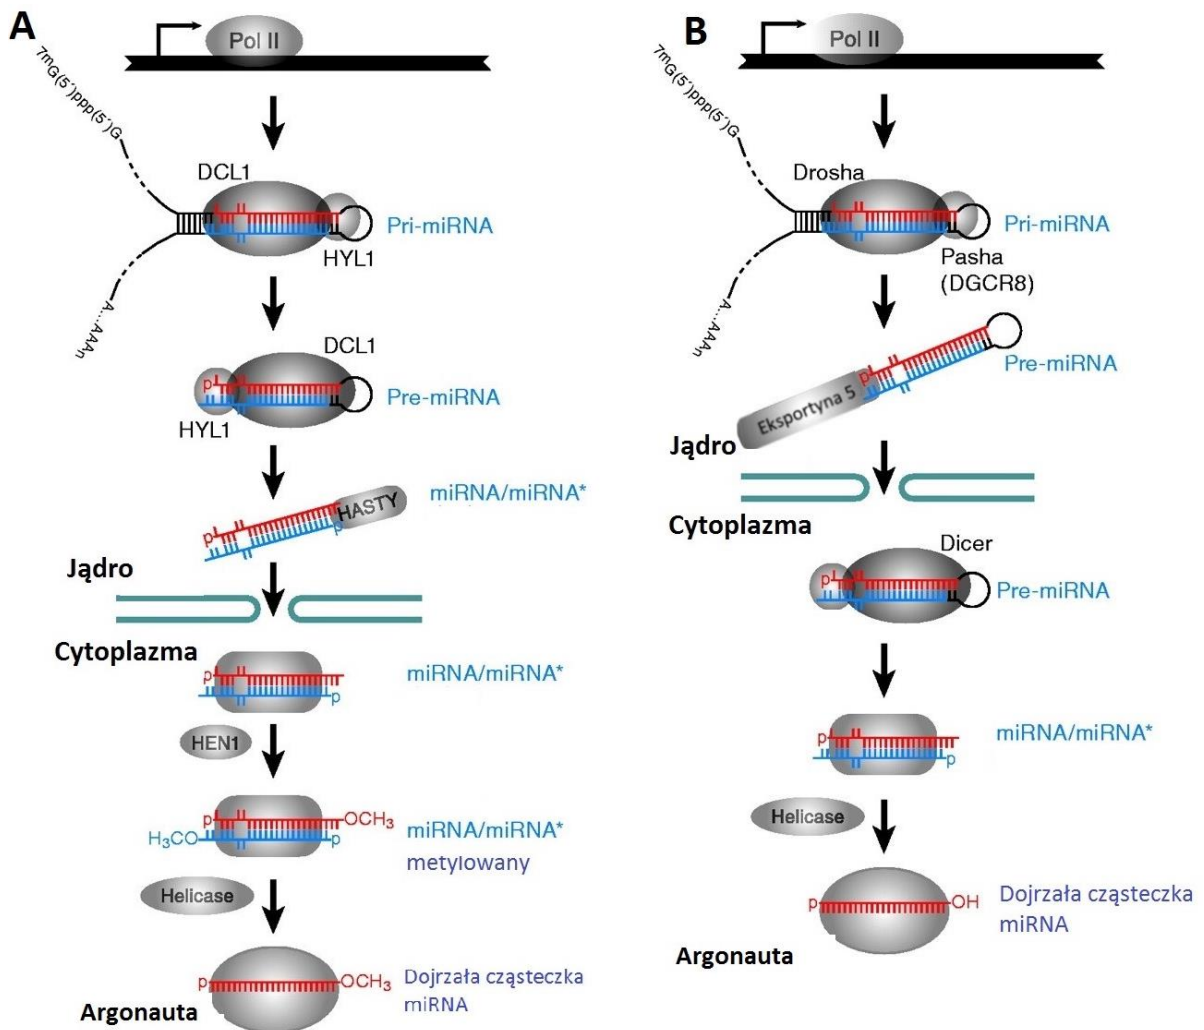 A
Pol II
7mG(5´)ppp(5´)G
DCL1
Pri-miRNA
HYL1
A....AAAn
DCL1
p
Pre-miRNA
HYL1
miRNA/miRNA*
HASTY
p
p
Jądro
Cytoplazma
miRNA/miRNA*
p
p
HEN1
p
OCH3
miRNA/miRNA*
H3CO
p
metylowany
Helicase
p
OCH3
Dojrzała cząsteczka
miRNA
Argonauta
B
Pol II
7mG(5´)ppp(5´)G
Drosha
Pri-miRNA
Pasha
(DGCR8)
A....AAAn
Pre-miRNA
p
Eksportyna 5
Jądro
Cytoplazma
Dicer
p
Pre-miRNA
miRNA/miRNA*
p
p
Helicase
p
OH
Dojrzała cząsteczka
miRNA
Argonauta